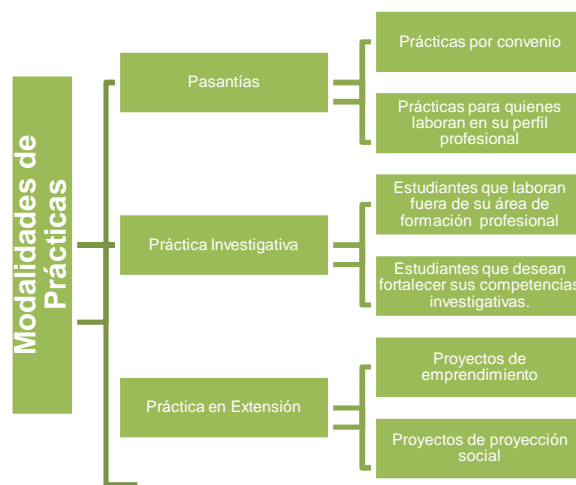 Modalidades de
Prácticas
Pasantías
Prácticas por convenio
Prácticas para quienes
laboran en su perfil
profesional
Práctica Investigativa
Estudiantes que laboran
fuera de su área de
formación profesional
Estudiantes que desean
fortalecer sus competencias
investigativas.
Práctica en Extensión
Proyectos de
emprendimiento
Proyectos de proyección
social